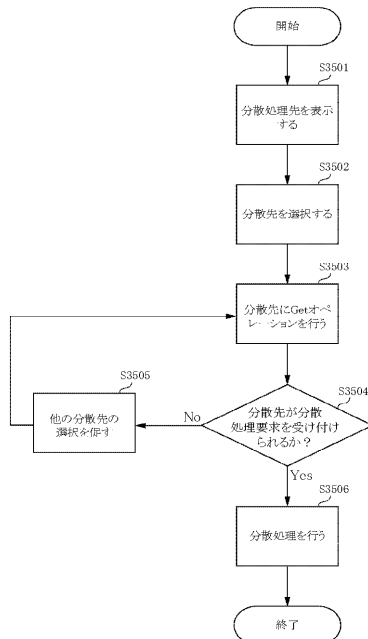 開始
S3501
分散処理先を表示
する
S3502
分散先を選択する
S3503
分散先にGetオペ
レーションを行う
S3504
分散先が分散
処理要求を受け付け
られるか？
No
S3505
他の分散先の
選択を促す
Yes
S3506
分散処理を行う
終了